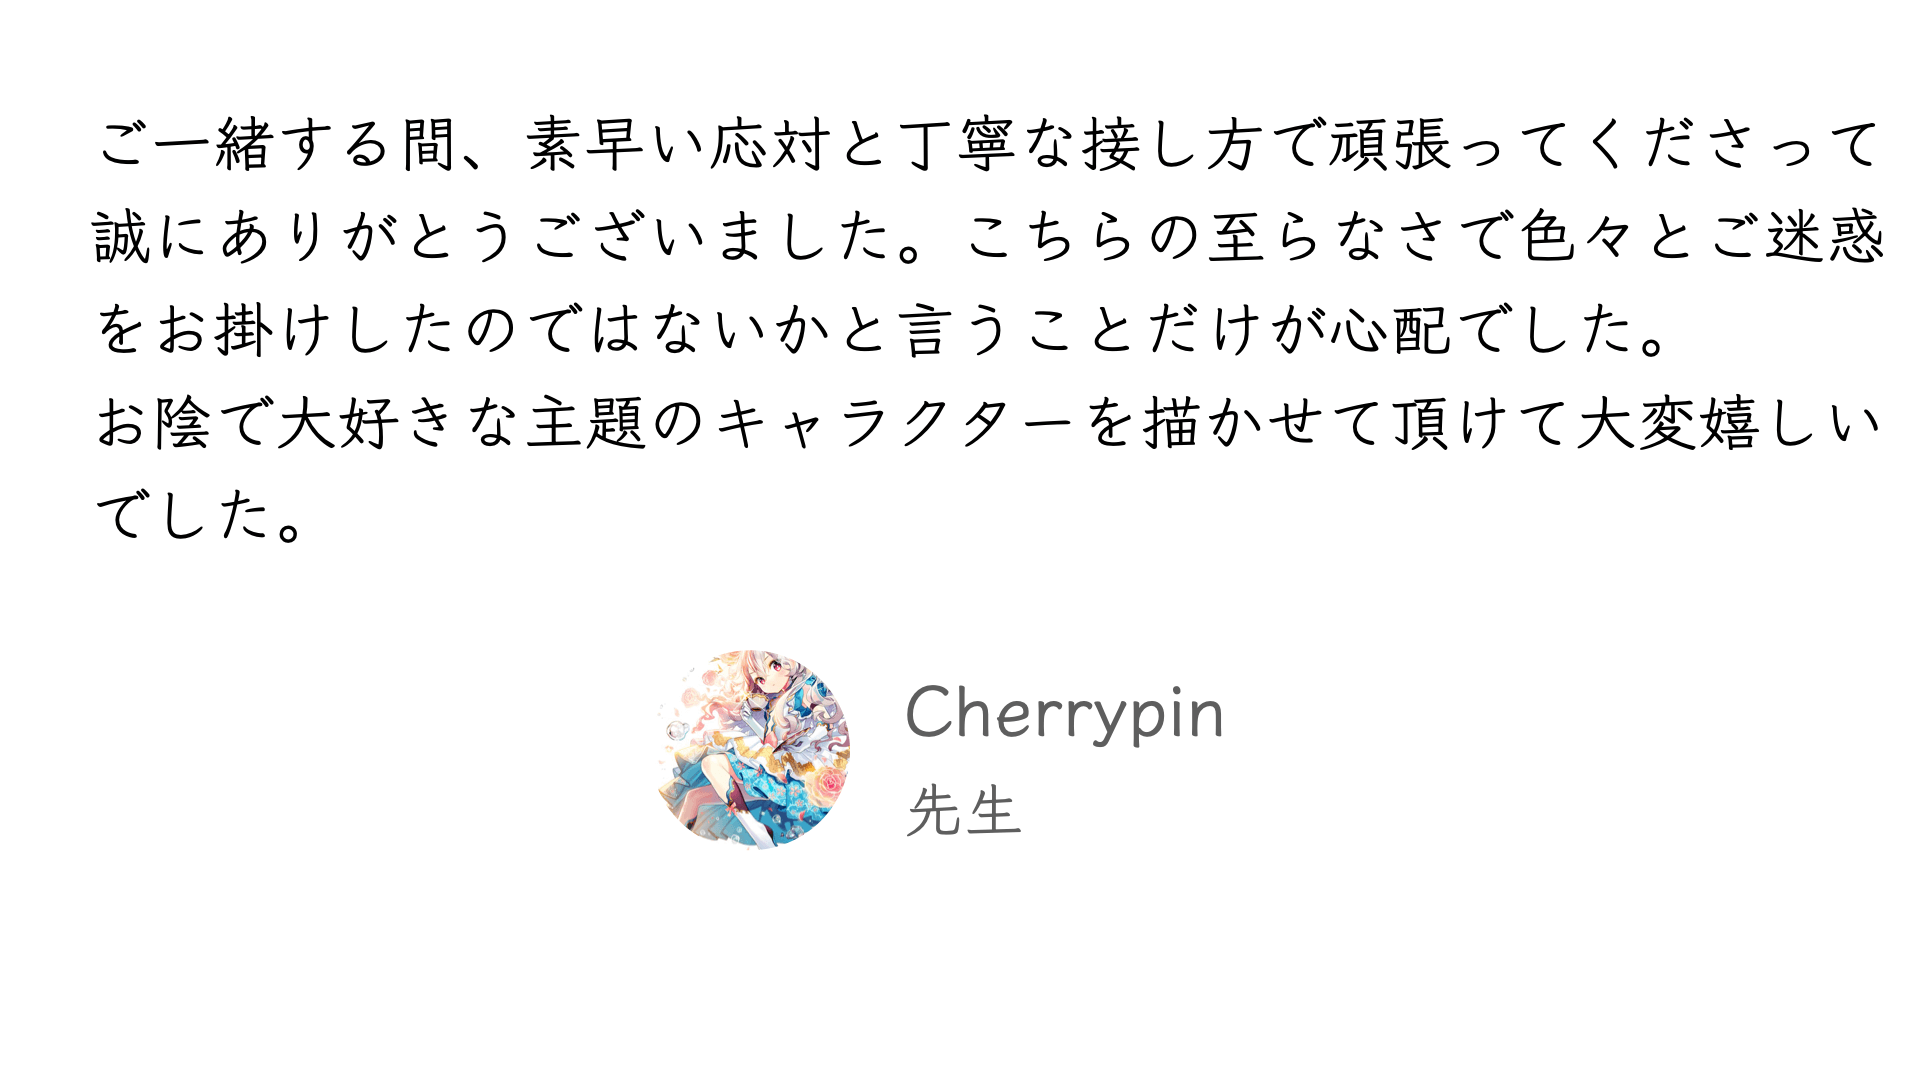 ご一緒する間、素早い応対と丁寧な接し方で頑張ってくださって
誠にありがとうございました。こちらの至らなさで色々とご迷惑
をお掛けしたのではないかと言うことだけが心配でした。
お陰で大好きな主題のキャラクターを描かせて頂けて大変嬉しい
でした。
Cherrypin
先生